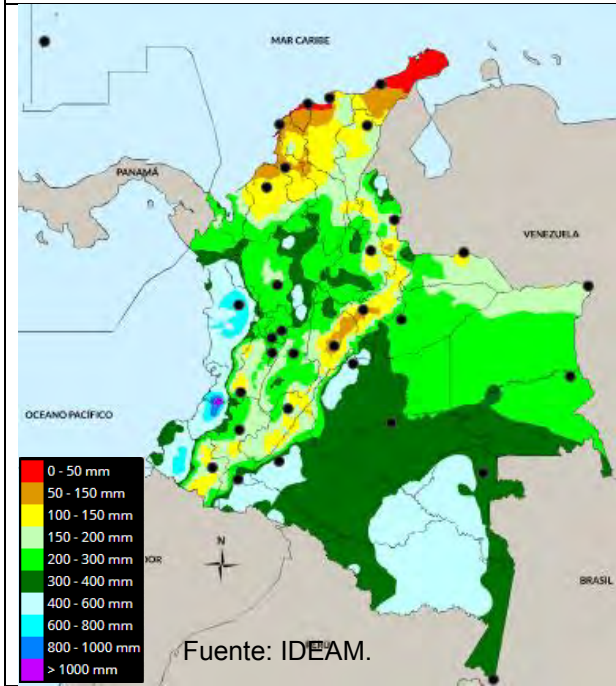 MAR CARIBE
PANAMÁ
VENEZUELA
OCEANO PACÍFICO
0 - 50 mm
50 - 150 mm
100 - 150 mm
150 - 200 mm
200 - 300 mm
300 - 400 mm
400 - 600 mm
600 - 800 mm
800 - 1000 mm
> 1000 mm
DOR
N
BRASIL
Fuente: IDEAM.